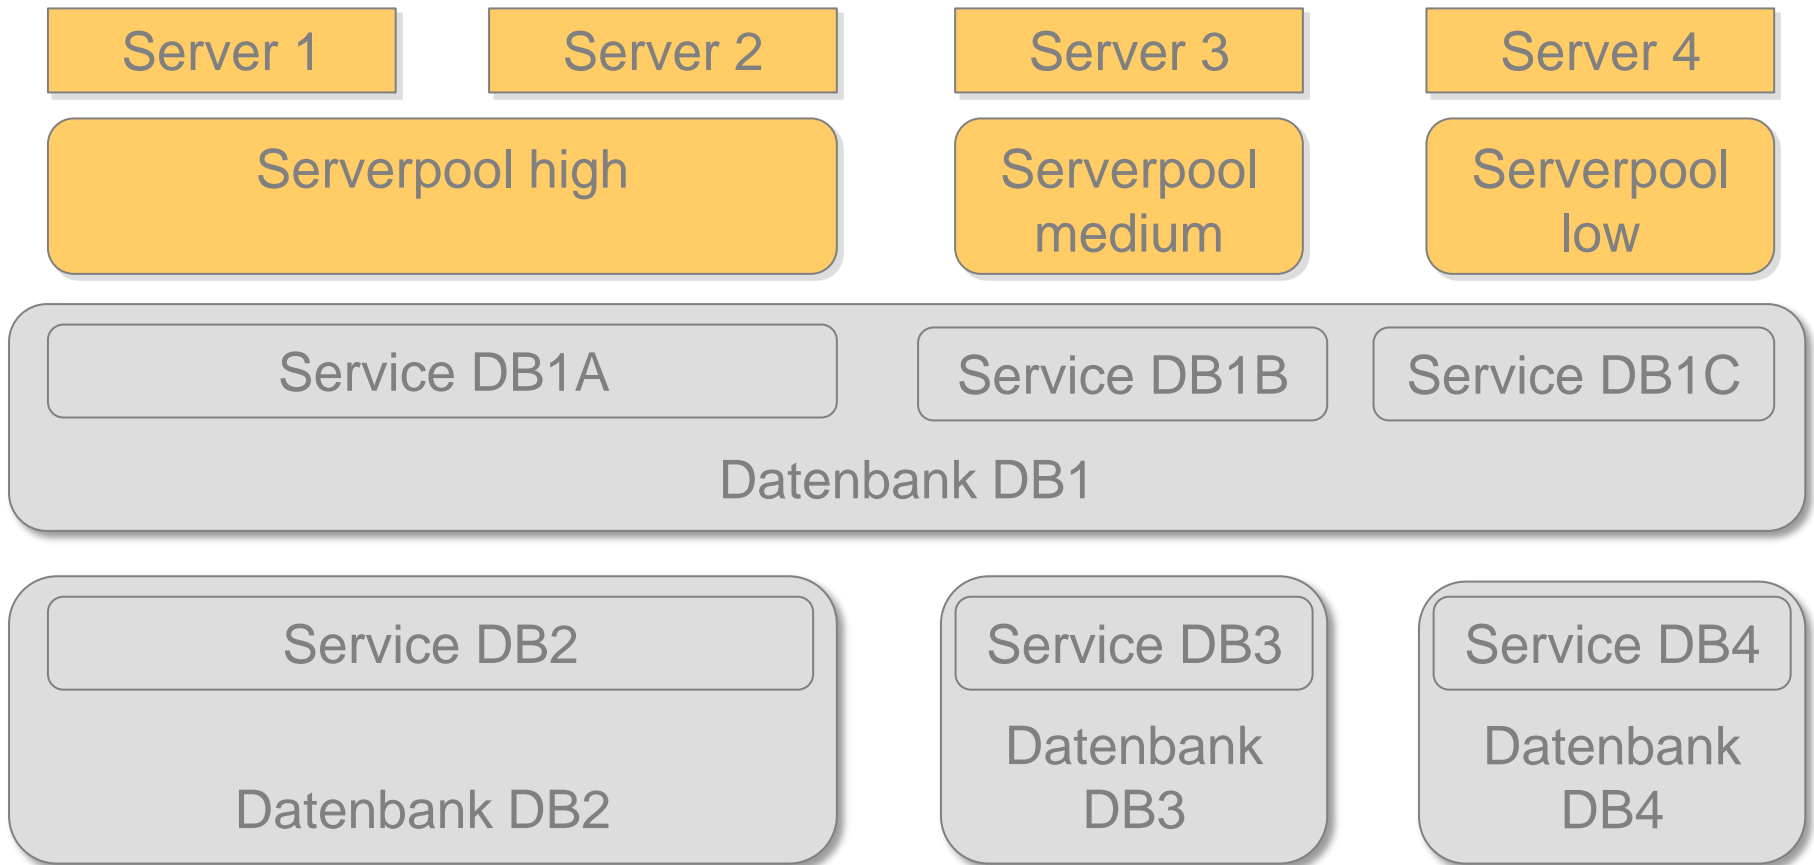 Server 1
Server 2
Server 3
Server 4
Serverpool high
Serverpool
medium
Serverpool
low
Service DB1A
Service DB1B
Service DB1C
Datenbank DB1
Service DB2
Datenbank DB2
Service DB3
Datenbank
DB3
Service DB4
Datenbank
DB4